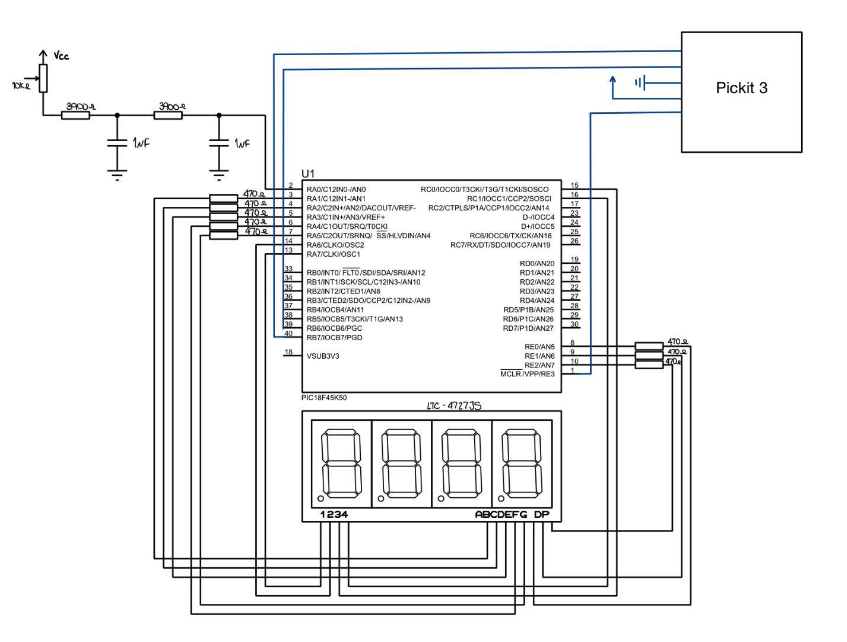 Vcc
10KΩ
3900Ω
3900Ω
1uF
1uF
Pickit 3
U1
470Ω
470Ω
470Ω
470Ω
470Ω
2 RA0/C12IN0-/AN0
3 RA1/C12IN1-/AN1
4 RA2/C2IN+/AN2/DACOUT/VREF-
5 RA3/C1IN+/AN3/VREF+
6 RA4/C1OUT/SRQ/T0CKI
7 RA5/C2OUT/SRNQ/ SS/HLVDIN/AN4
14 RA6/CLKO/OSC2
13 RA7/CLKI/OSC1
33 RB0/INT0/ FLT0/SDI/SDA/SRI/AN12
34 RB1/INT1/SCK/SCL/C12IN3-/AN10
35 RB2/INT2/CTED1/AN8
36 RB3/CTED2/SDO/CCP2/C12IN2-/AN9
37 RB4/IOCB4/AN11
38 RB5/IOCB5/T3CKI/T1G/AN13
39 RB6/IOCB6/PGC
40 RB7/IOCB7/PGD
18 VSUB3V3
RC0/IOCC0/T3CKI/T3G/T1CKI/SOSCO 15
RC1/IOCC1/CCP2/SOSCI 16
RC2/CTPLS/P1A/CCP1/IOCC2/AN14 17
D-/IOCC4 23
D+/IOCC5 24
RC6/IOCC6/TX/CK/AN18 25
RC7/RX/DT/SDO/IOCC7/AN19 26
RD0/AN20 19
RD1/AN21 20
RD2/AN22 21
RD3/AN23 22
RD4/AN24 27
RD5/P1B/AN25 28
RD6/P1C/AN26 29
RD7/P1D/AN27 30
RE0/AN5 8
RE1/AN6 9
RE2/AN7 10
MCLR/VPP/RE3 1
470Ω
470Ω
470Ω
PIC18F45K50
LTC-4727JS
1234
ABCDEFG DP